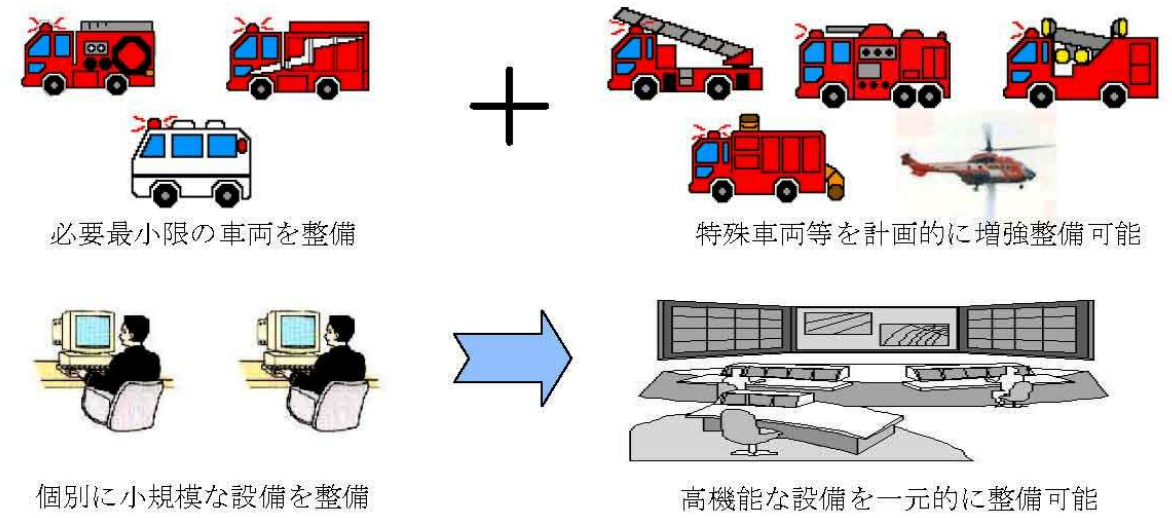 必要最小限の車両を整備
特殊車両等を計画的に増強整備可能
個別に小規模な設備を整備
高機能な設備を一元的に整備可能